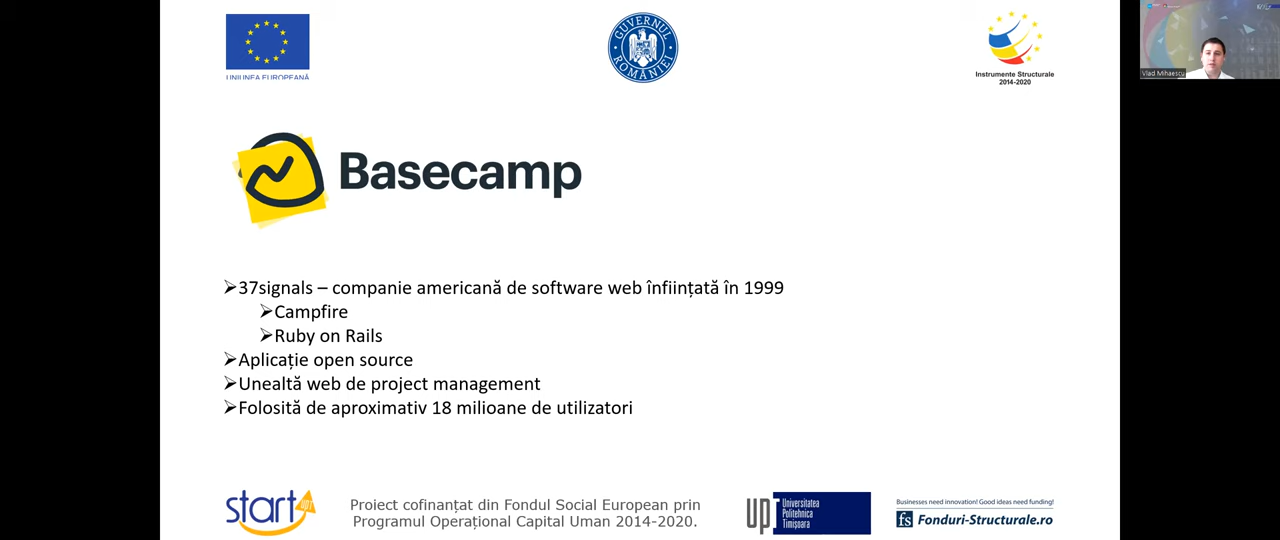 UNIUNEA EUROPEANĂ
GUVERNUL ROMÂNIEI
Instrumente Structurale
2014-2020
Vlad Mihaescu
Basecamp
➢37signals – companie americană de software web înființată în 1999
➢Campfire
➢Ruby on Rails
➢Aplicație open source
➢Unealtă web de project management
➢Folosită de aproximativ 18 milioane de utilizatori
start upt
Proiect cofinanțat din Fondul Social European prin
Programul Operațional Capital Uman 2014-2020.
upt
Universitatea
Politehnica
Timișoara
Businesses need innovation! Good ideas need funding!
fs Fonduri-Structurale.ro